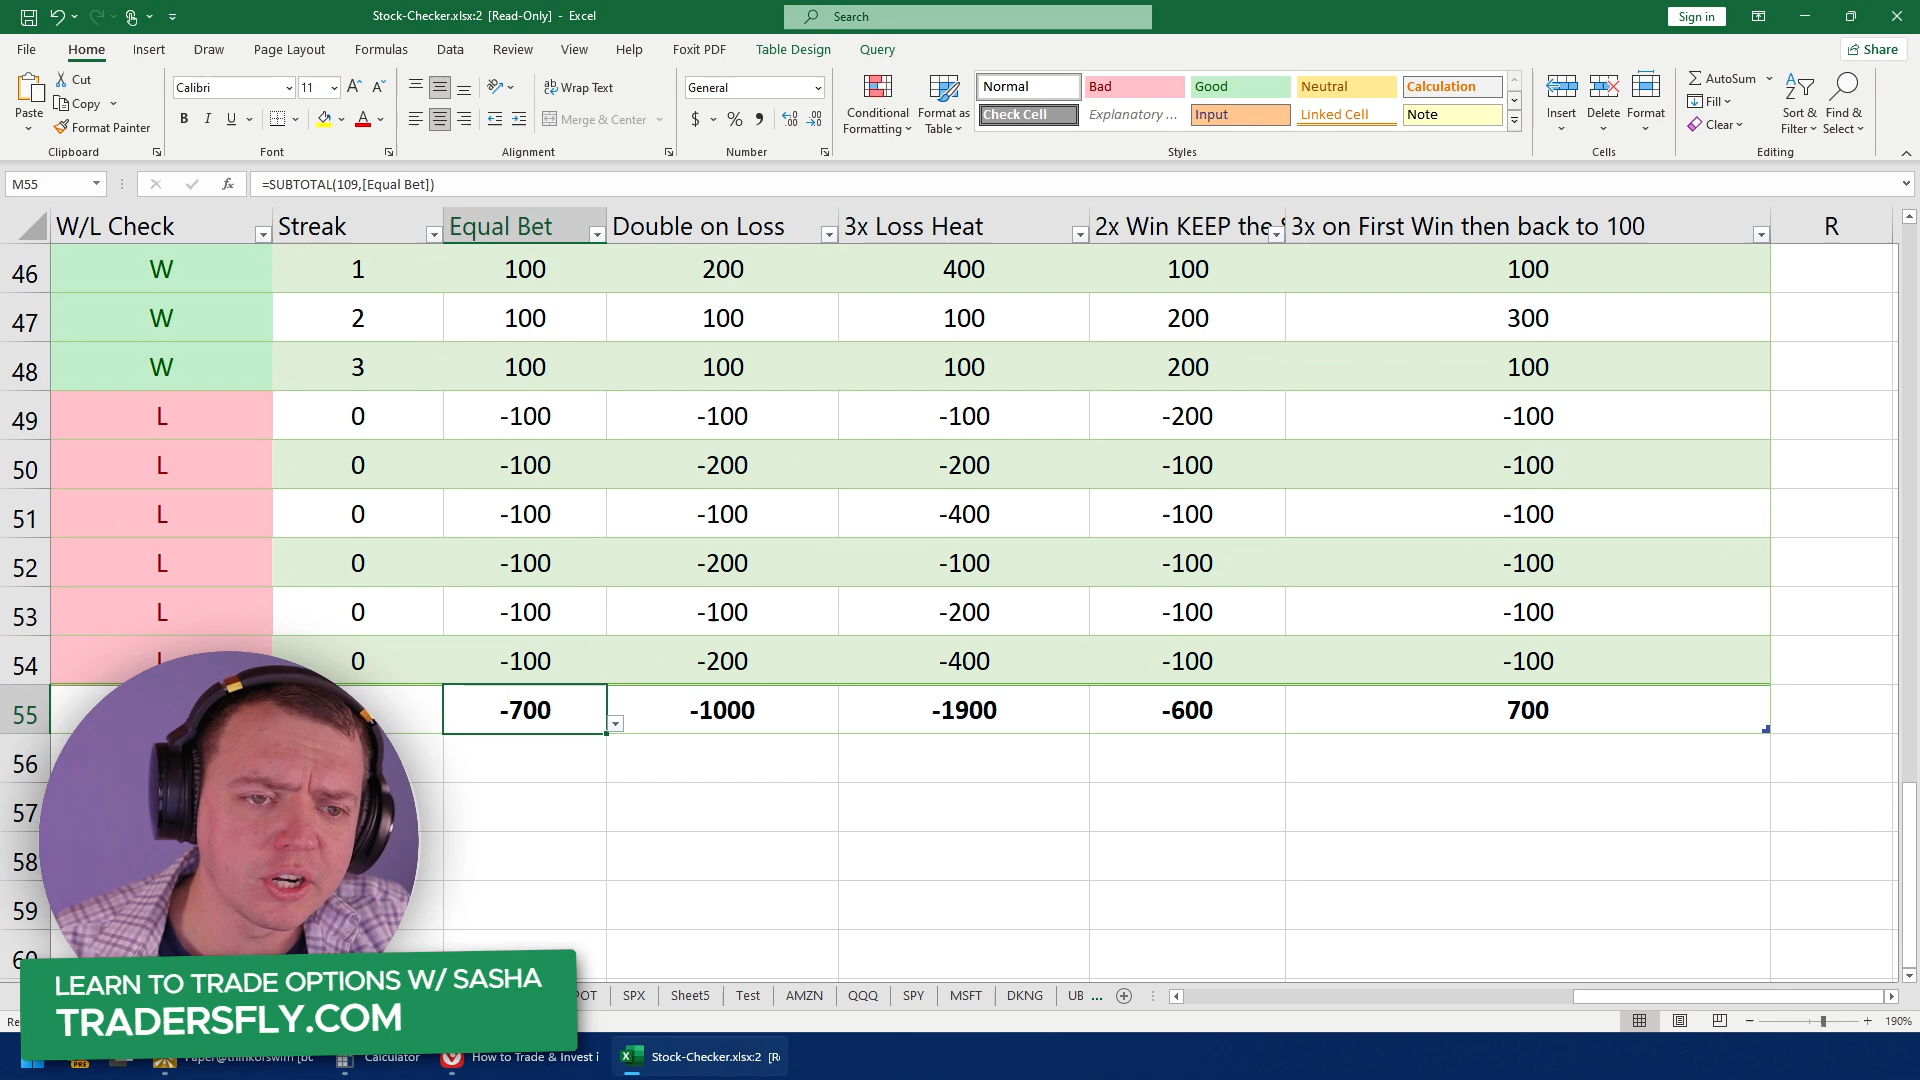 Stock-Checker.xlsx:2 [Read-Only] - Excel
Search
Sign in
File Home Insert Draw Page Layout Formulas Data Review View Help Foxit PDF Table Design Query
Share
Paste
Cut
Copy
Format Painter
Clipboard
Calibri 11
B I U
Font
Wrap Text
Merge & Center
Alignment
General
$ % ,
Number
Conditional Formatting
Format as Table
Normal Bad Good Neutral Calculation
Check Cell Explanatory ... Input Linked Cell Note
Styles
Insert Delete Format
Cells
AutoSum
Fill
Clear
Sort & Filter
Find & Select
Editing
M55 fx =SUBTOTAL(109,[Equal Bet])
W/L Check Streak Equal Bet Double on Loss 3x Loss Heat 2x Win KEEP the 3x on First Win then back to 100 R
46 W 1 100 200 400 100 100
47 W 2 100 100 100 200 300
48 W 3 100 100 100 200 100
49 L 0 -100 -100 -100 -200 -100
50 L 0 -100 -200 -200 -100 -100
51 L 0 -100 -100 -400 -100 -100
52 L 0 -100 -200 -100 -100 -100
53 L 0 -100 -100 -200 -100 -100
54 0 -100 -200 -400 -100 -100
55 -700 -1000 -1900 -600 700
56
57
58
59
LEARN TO TRADE OPTIONS W/ SASHA
TRADERSFLY.COM
SPX Sheet5 Test AMZN QQQ SPY MSFT DKNG UB ...
190%
PRE
Calculator
How to Trade & Invest i
Stock-Checker.xlsx:2 [R